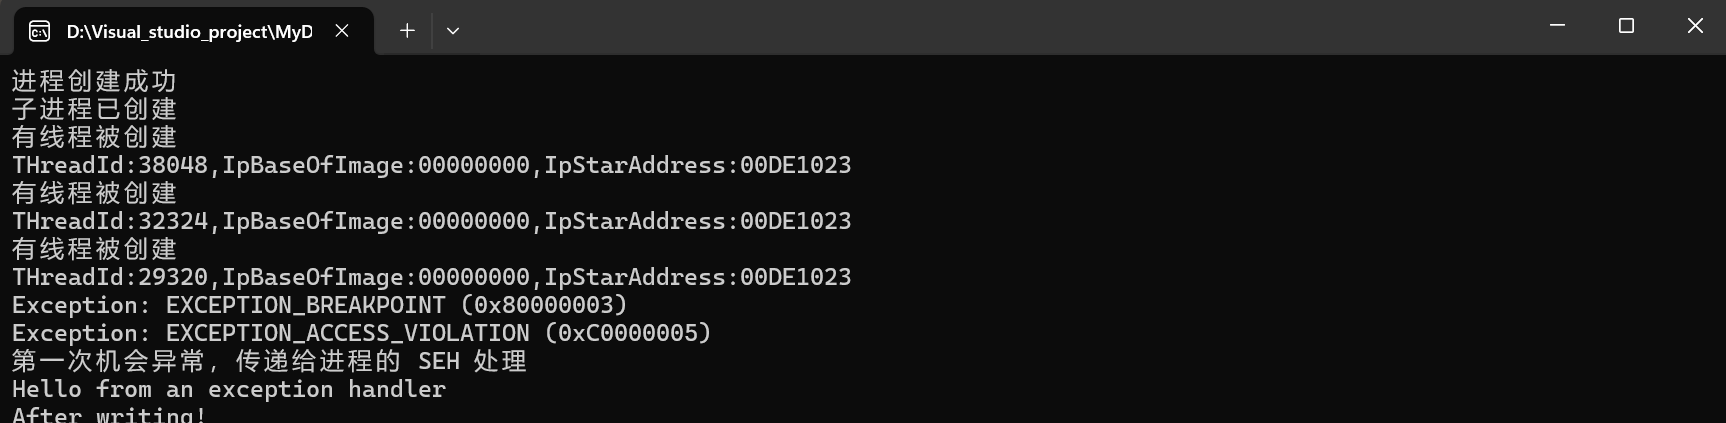 D:\Visual_studio_project\MyD
进程创建成功
子进程已创建
有线程被创建
THreadId:38048,IpBaseOfImage:00000000,IpStarAddress:00DE1023
有线程被创建
THreadId:32324,IpBaseOfImage:00000000,IpStarAddress:00DE1023
有线程被创建
THreadId:29320,IpBaseOfImage:00000000,IpStarAddress:00DE1023
Exception: EXCEPTION_BREAKPOINT (0x80000003)
Exception: EXCEPTION_ACCESS_VIOLATION (0xC0000005)
第一次机会异常，传递给进程的 SEH 处理
Hello from an exception handler
After writing!